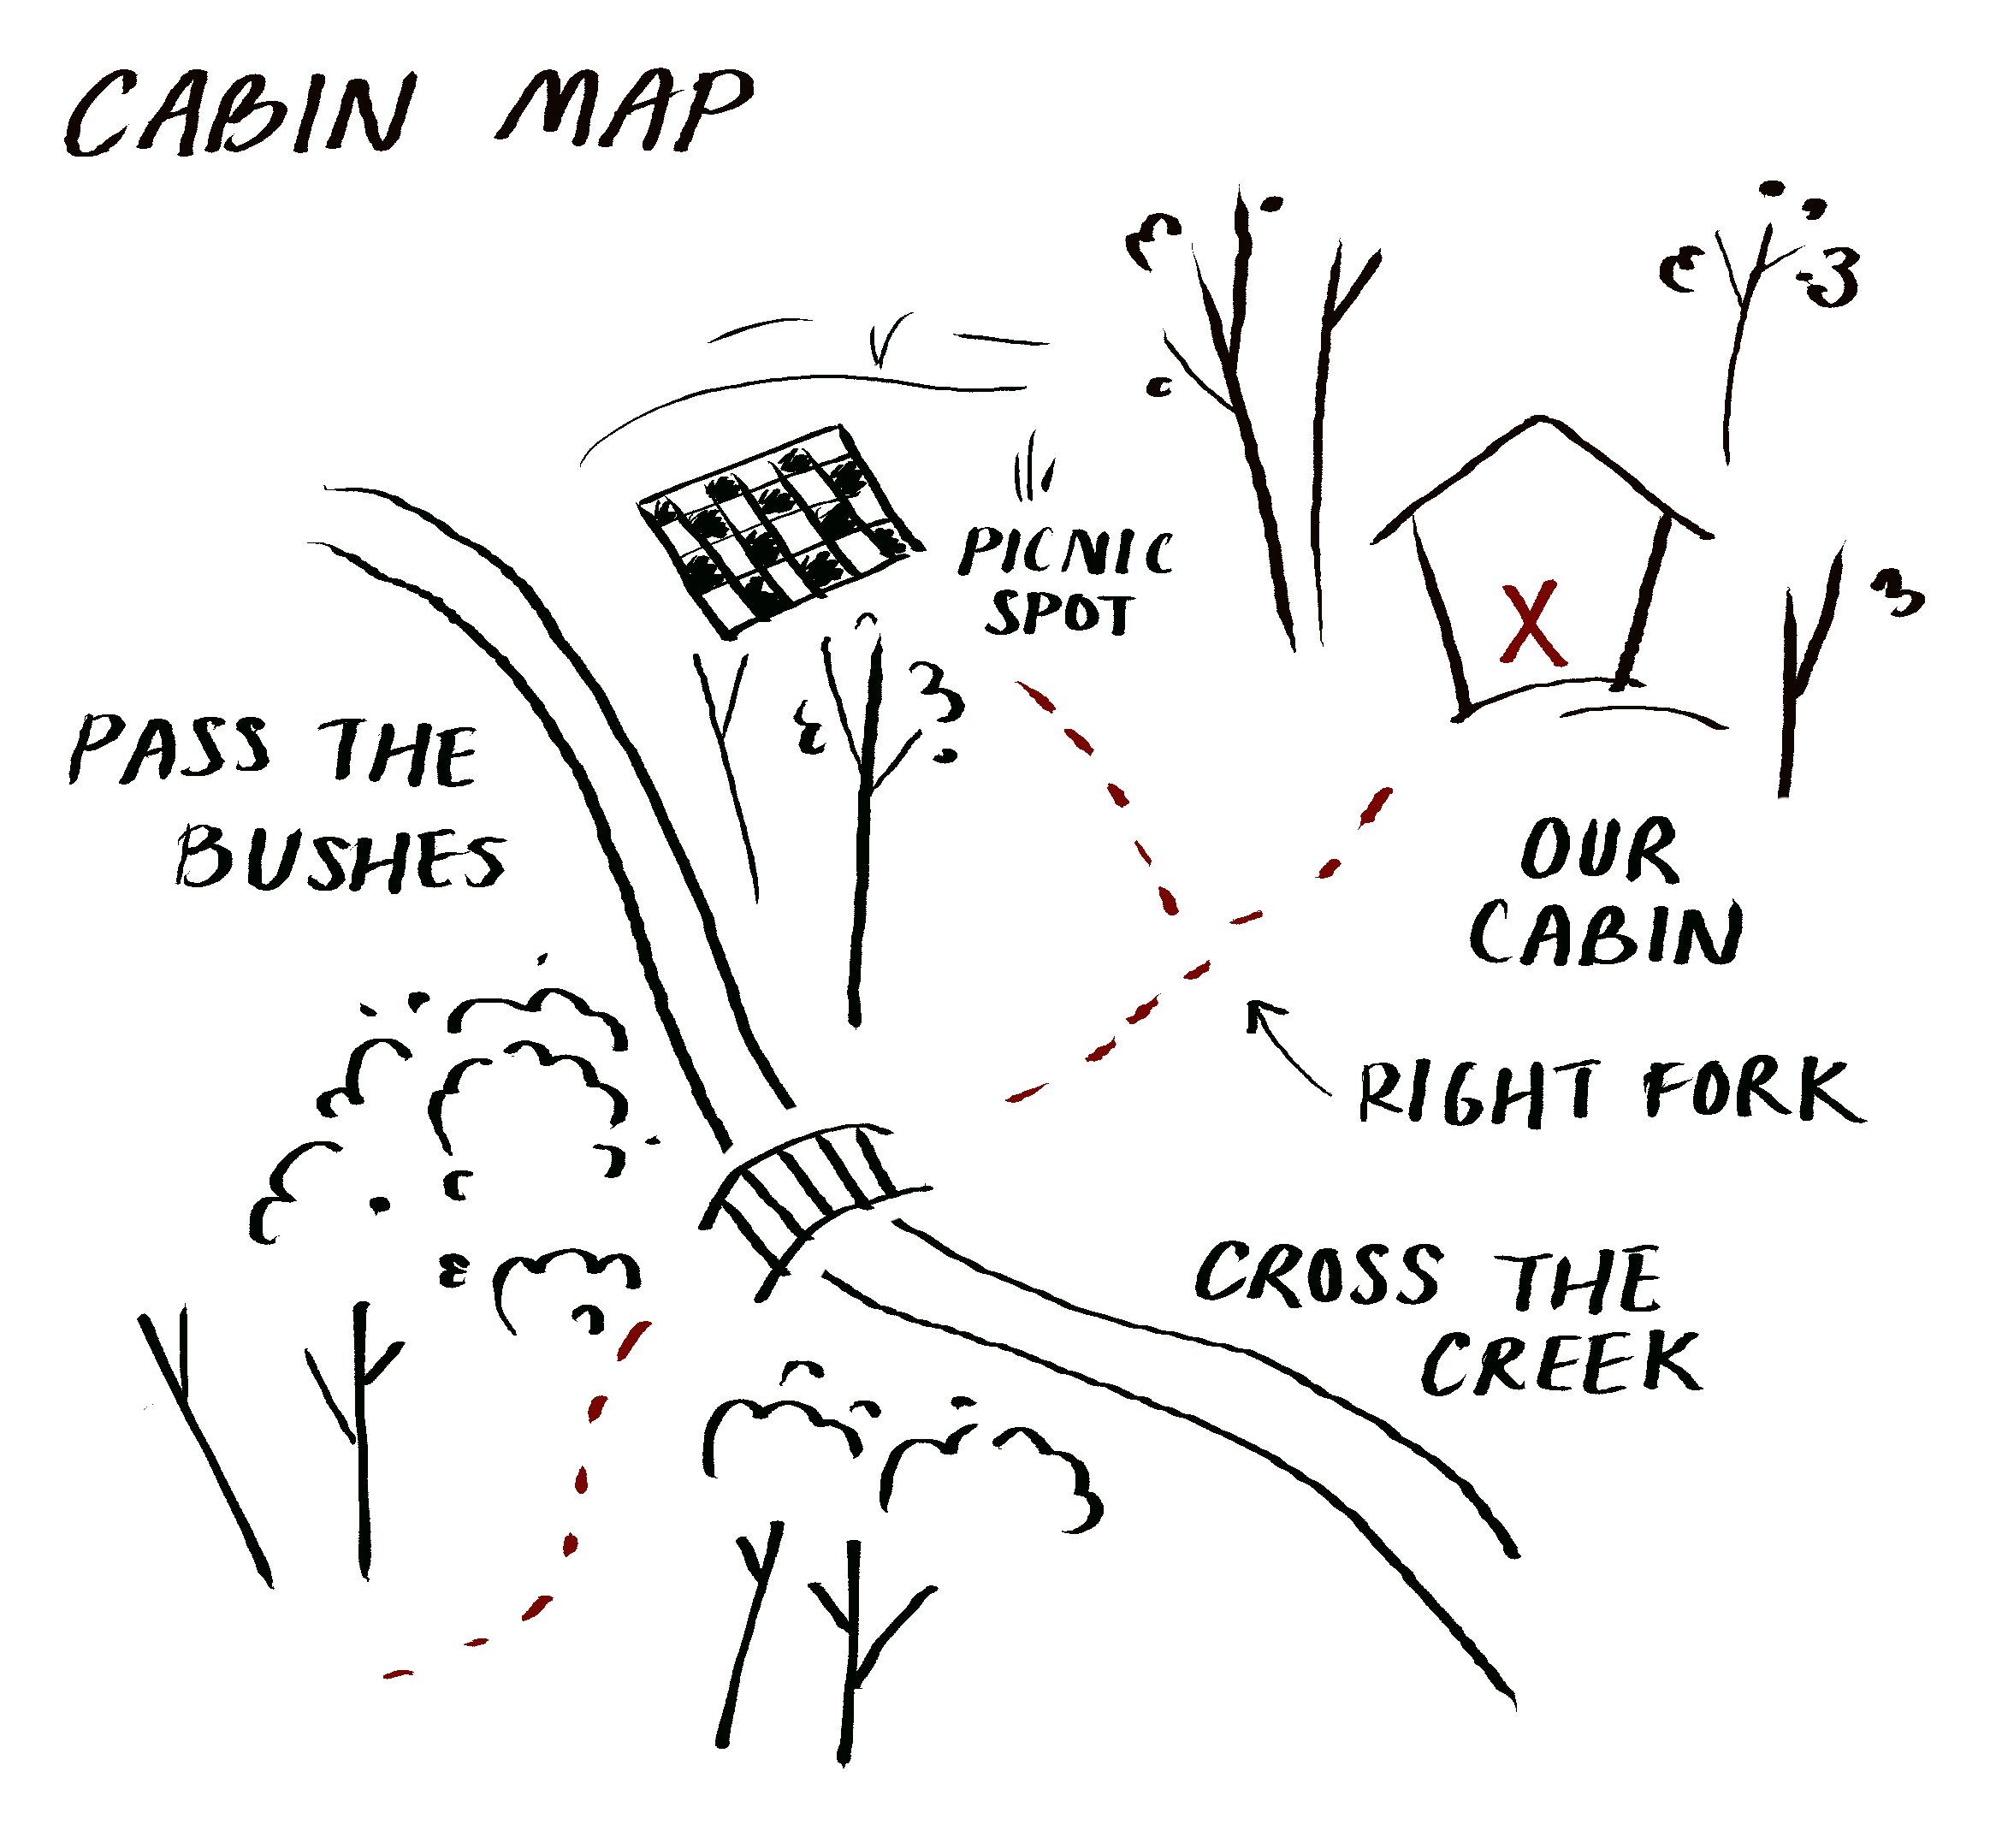 CABIN MAP
PICNIC
SPOT
PASS THE
BUSHES
OUR
CABIN
RIGHT FORK
CROSS THE
CREEK
X